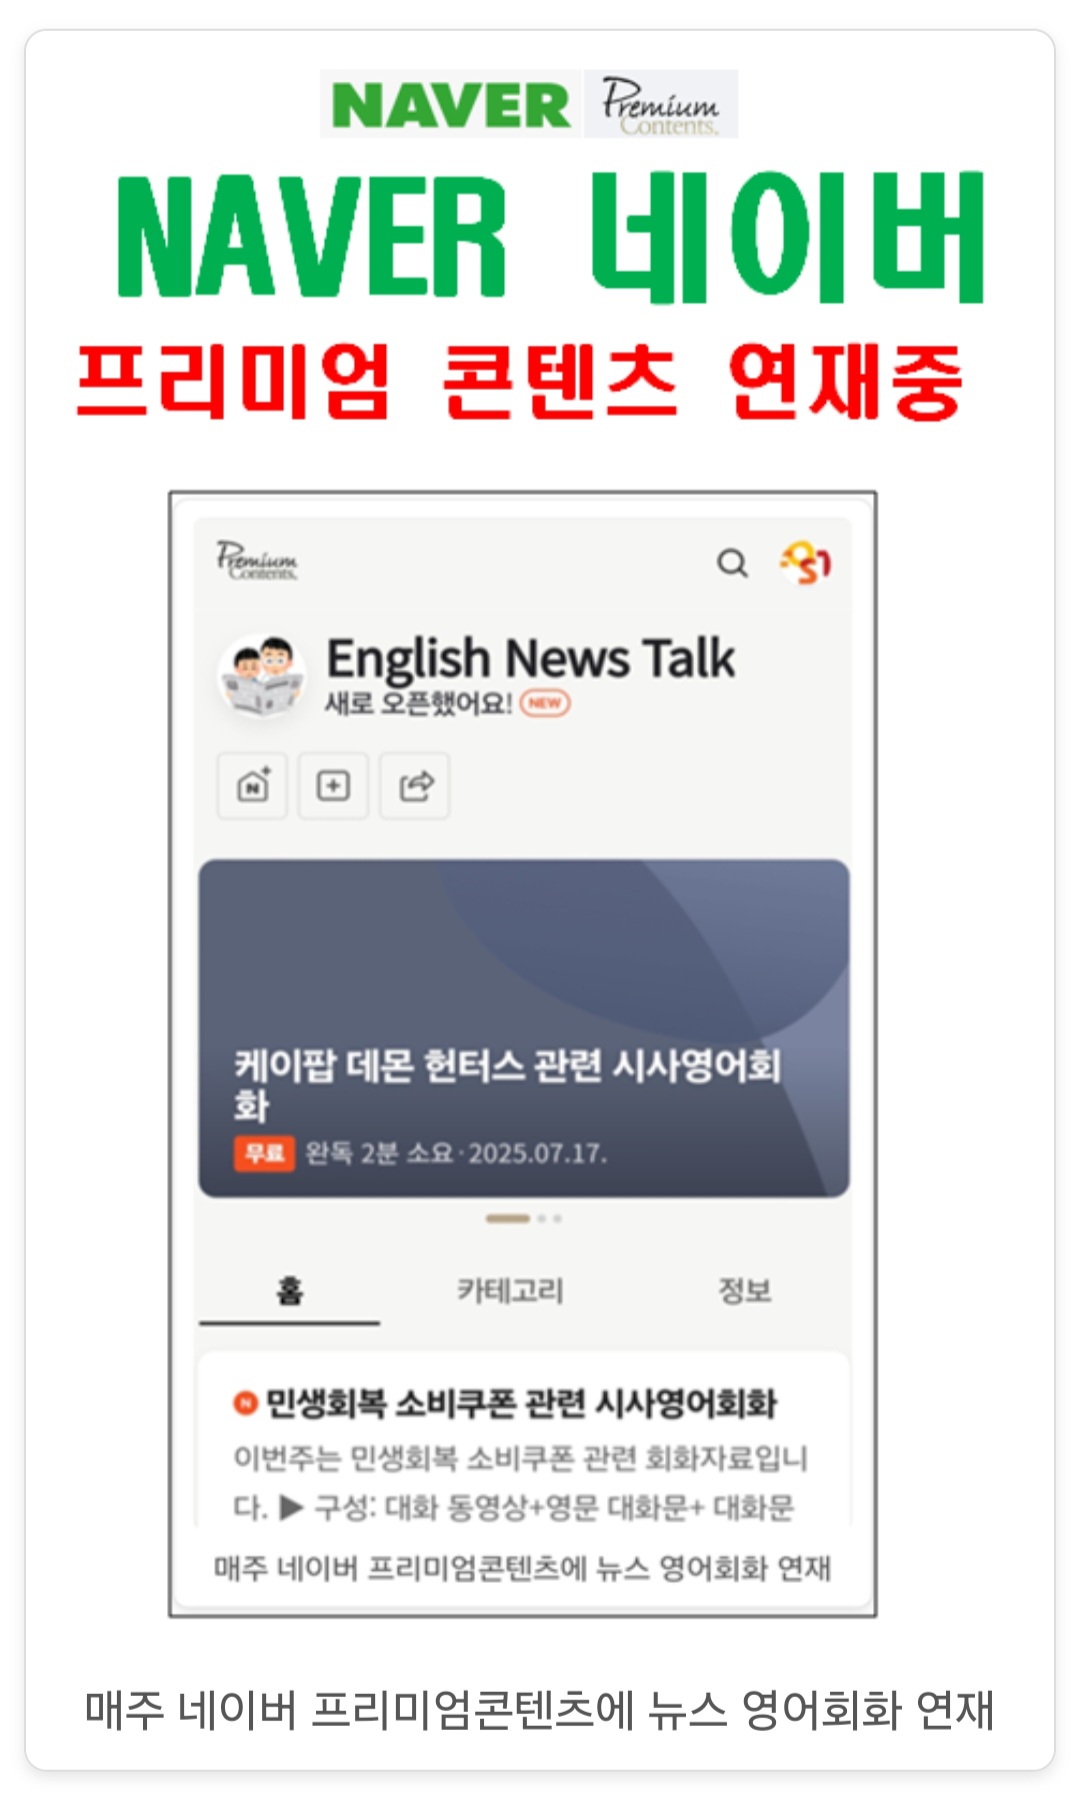 NAVER Premium Contents.
NAVER 네이버
프리미엄 콘텐츠 연재중
Premium Contents.
English News Talk
새로 오픈했어요! NEW
N
케이팝 데몬 헌터스 관련 시사영어회
화
무료 완독 2분 소요·2025.07.17.
홈 카테고리 정보
N 민생회복 소비쿠폰 관련 시사영어회화
이번주는 민생회복 소비쿠폰 관련 회화자료입니
다. ▶ 구성: 대화 동영상+영문 대화문+ 대화문
매주 네이버 프리미엄콘텐츠에 뉴스 영어회화 연재
매주 네이버 프리미엄콘텐츠에 뉴스 영어회화 연재